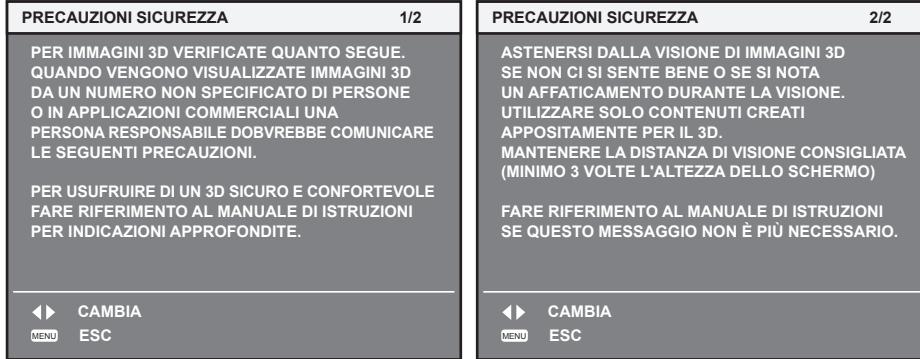 PRECAUZIONI SICUREZZA 1/2
PER IMMAGINI 3D VERIFICATE QUANTO SEGUE.
QUANDO VENGONO VISUALIZZATE IMMAGINI 3D
DA UN NUMERO NON SPECIFICATO DI PERSONE
O IN APPLICAZIONI COMMERCIALI UNA
PERSONA RESPONSABILE DOBVREBBE COMUNICARE
LE SEGUENTI PRECAUZIONI.
PER USUFRUIRE DI UN 3D SICURO E CONFORTEVOLE
FARE RIFERIMENTO AL MANUALE DI ISTRUZIONI
PER INDICAZIONI APPROFONDITE.
CAMBIA
MENU ESC
PRECAUZIONI SICUREZZA 2/2
ASTENERSI DALLA VISIONE DI IMMAGINI 3D
SE NON CI SI SENTE BENE O SE SI NOTA
UN AFFATICAMENTO DURANTE LA VISIONE.
UTILIZZARE SOLO CONTENUTI CREATI
APPOSITAMENTE PER IL 3D.
MANTENERE LA DISTANZA DI VISIONE CONSIGLIATA
(MINIMO 3 VOLTE L'ALTEZZA DELLO SCHERMO)
FARE RIFERIMENTO AL MANUALE DI ISTRUZIONI
SE QUESTO MESSAGGIO NON È PIÙ NECESSARIO.
CAMBIA
MENU ESC